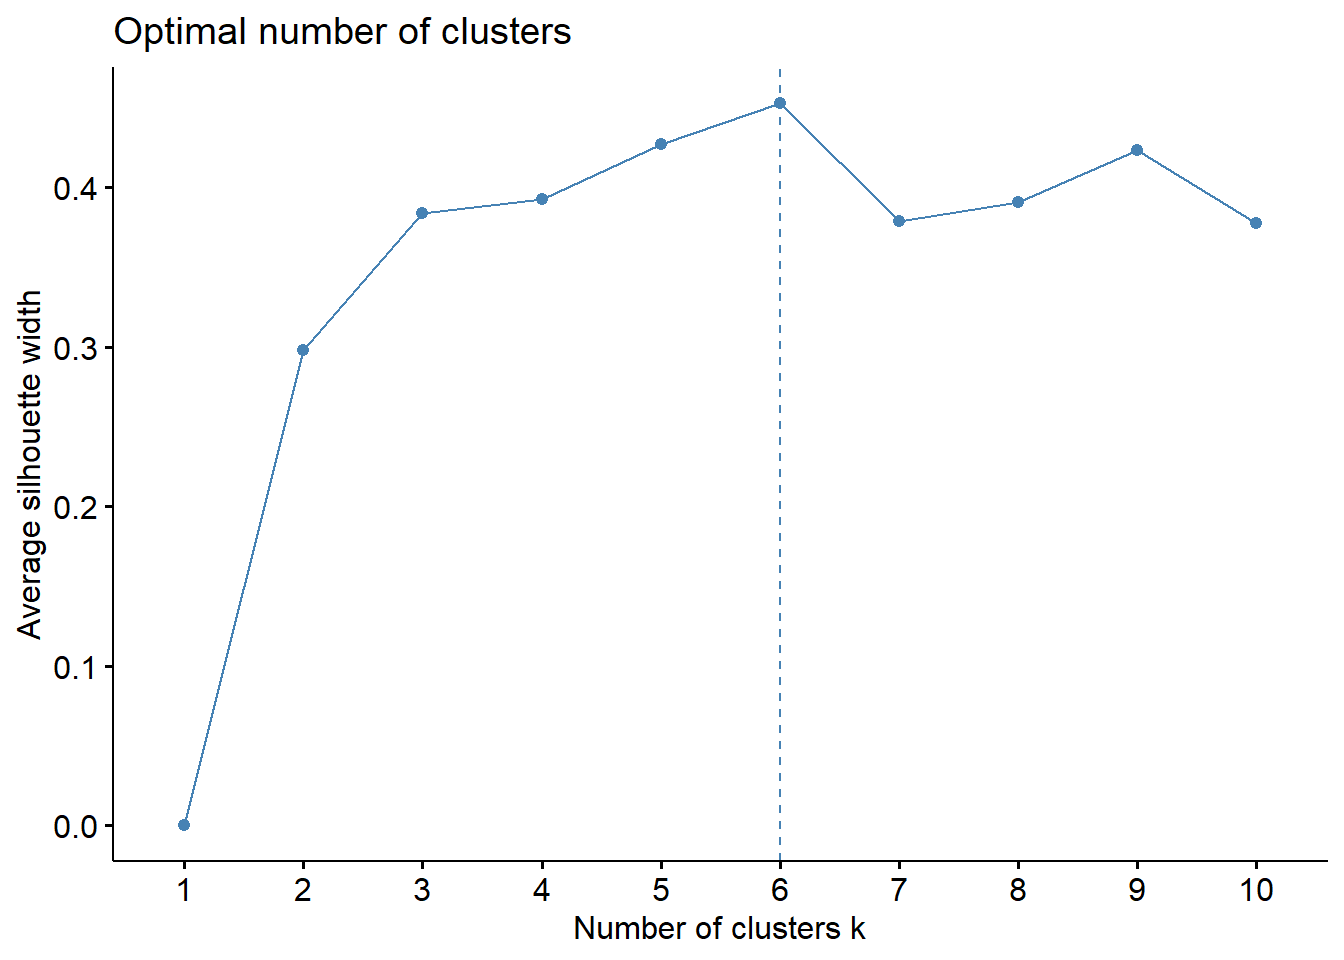 Optimal number of clusters
Average silhouette width
0.4
0.3
0.2
0.1
0.0
1 2 3 4 5 6 7 8 9 10
Number of clusters k